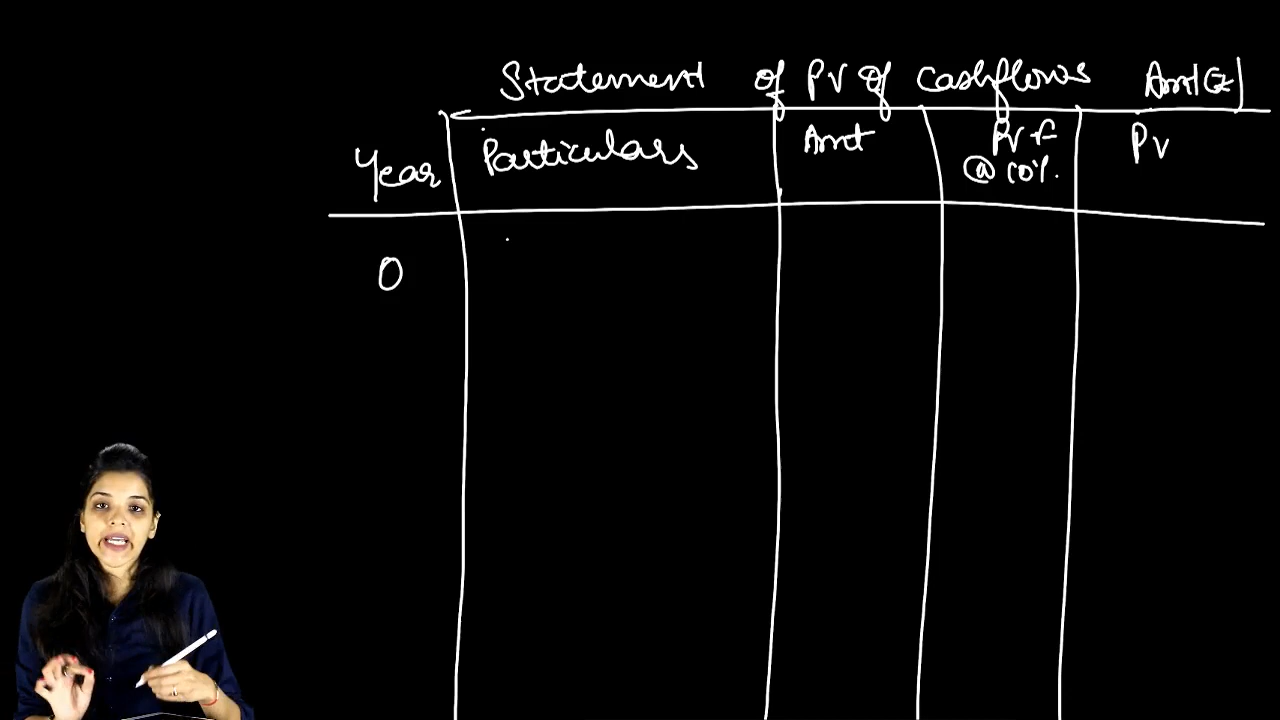 Statement of PV of Cashflows Amt(₹)
Year Particulars Amt PVF @ 10% PV
0